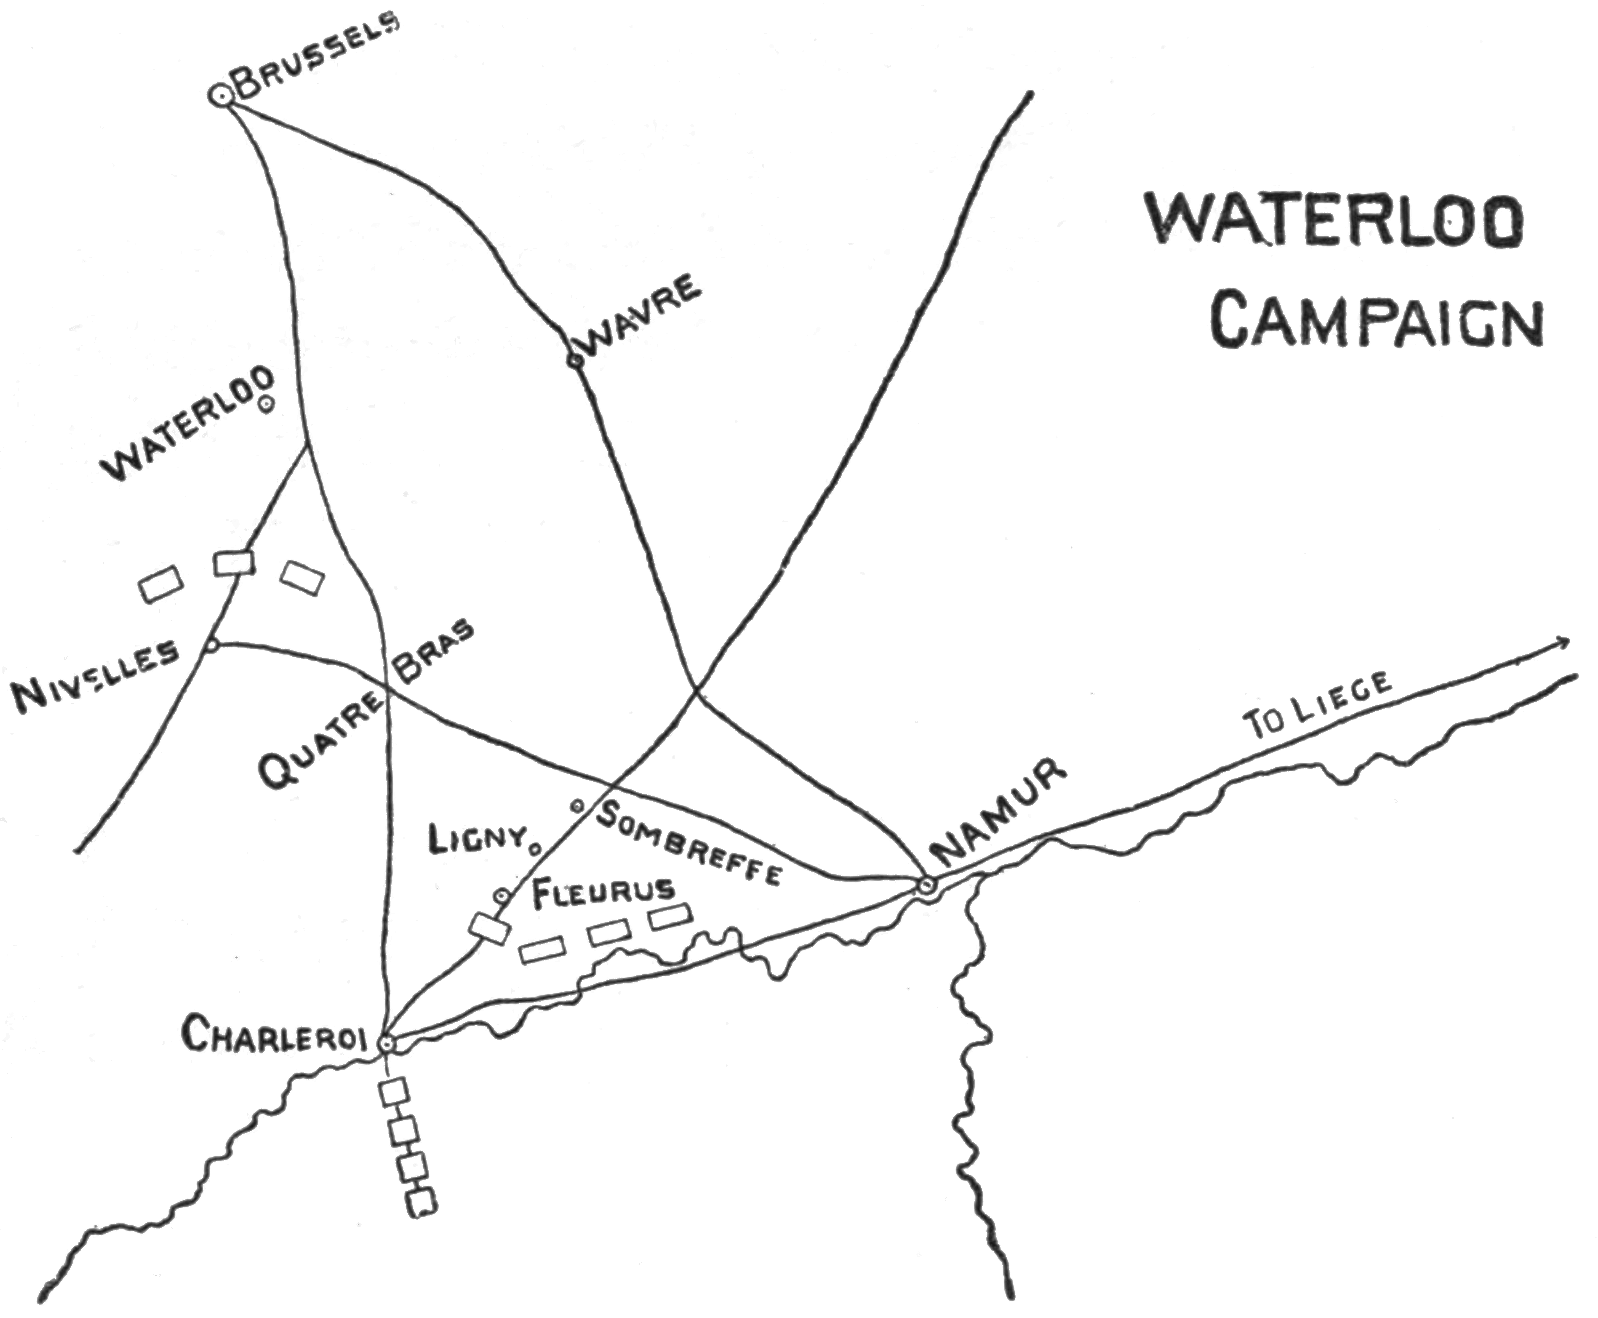 BRUSSELS
WATERLOO
CAMPAIGN
WAVRE
WATERLOO
NIVELLES
QUATRE BRAS
TO LIEGE
NAMUR
SOMBREFFE
LIGNY
FLEURUS
CHARLEROI